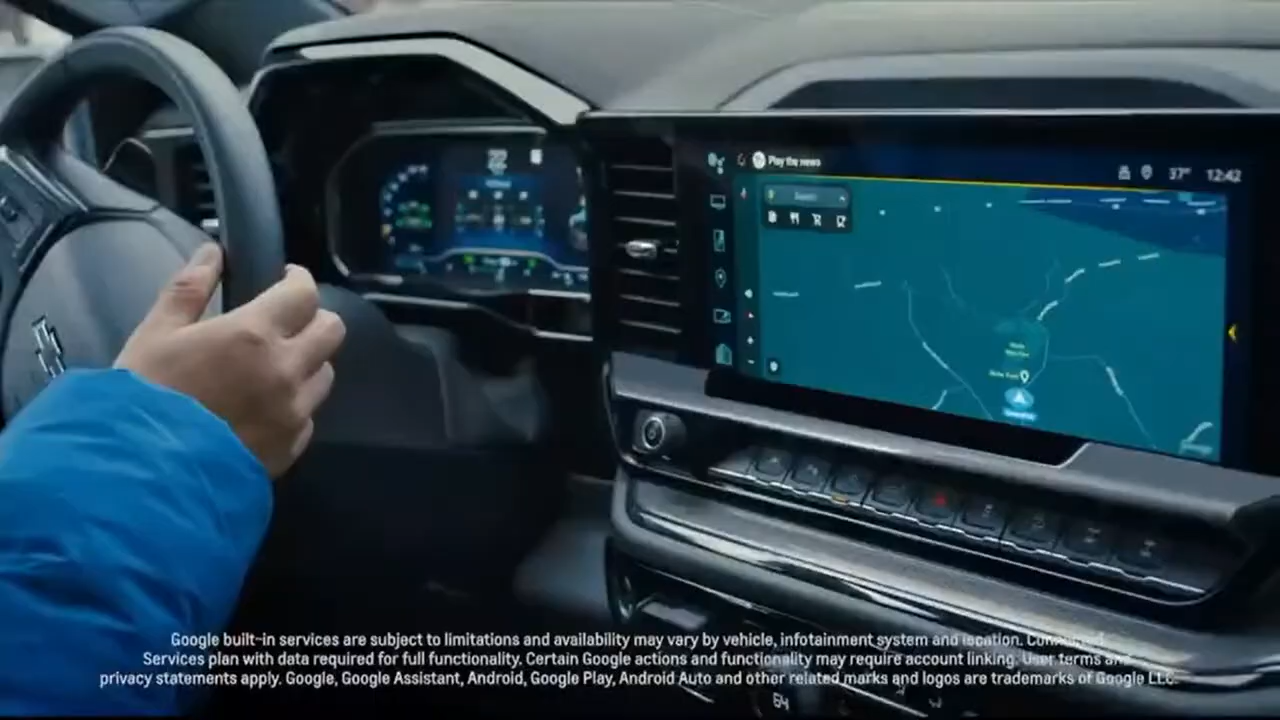 22
Play the news
37°
12:42
Google built-in services are subject to limitations and availability may vary by vehicle, infotainment system and location. Connected
Services plan with data required for full functionality. Certain Google actions and functionality may require account linking. User terms and
privacy statements apply. Google, Google Assistant, Android, Google Play, Android Auto and other related marks and logos are trademarks of Google LLC.
64